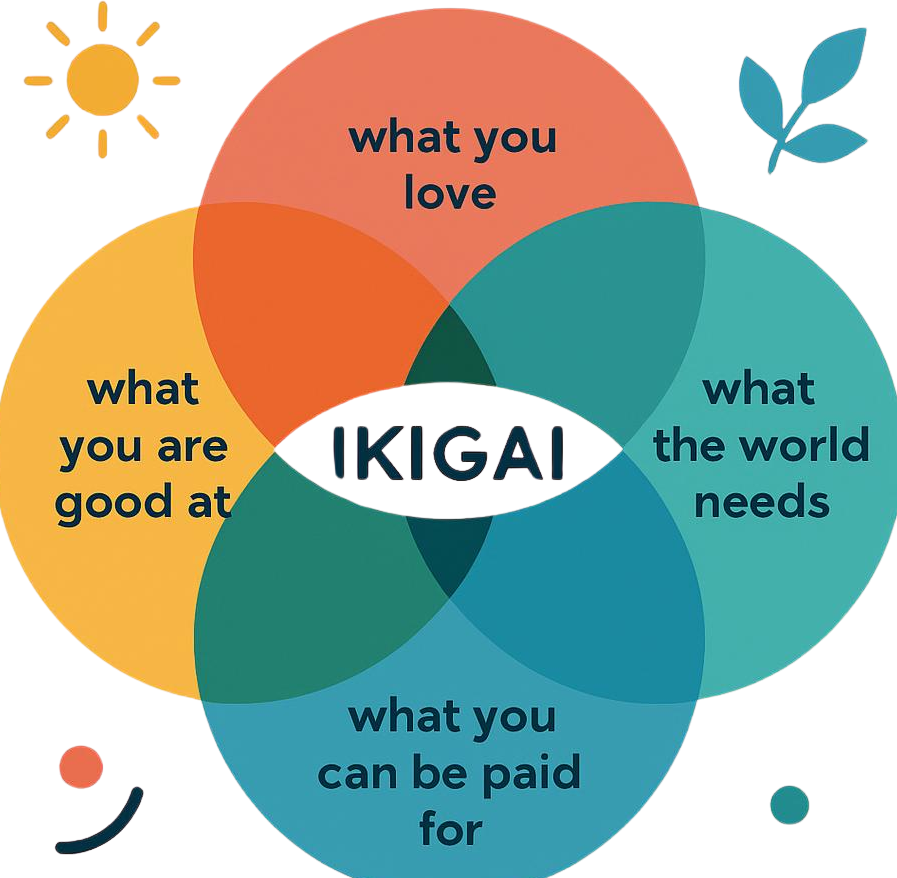 what you
love
what
you are
good at
IKIGAI
what
the world
needs
what you
can be paid
for